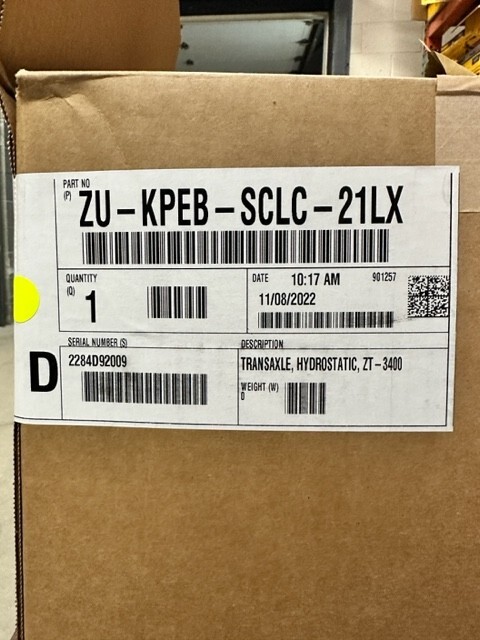 PART NO
(P)
ZU-KPEB-SCLC-21LX
QUANTITY
(Q)
1
DATE 10:17 AM 901257
11/08/2022
D
SERIAL NUMBER (S)
2284D92009
DESCRIPTION
TRANSAXLE, HYDROSTATIC, ZT-3400
WEIGHT (W)
0